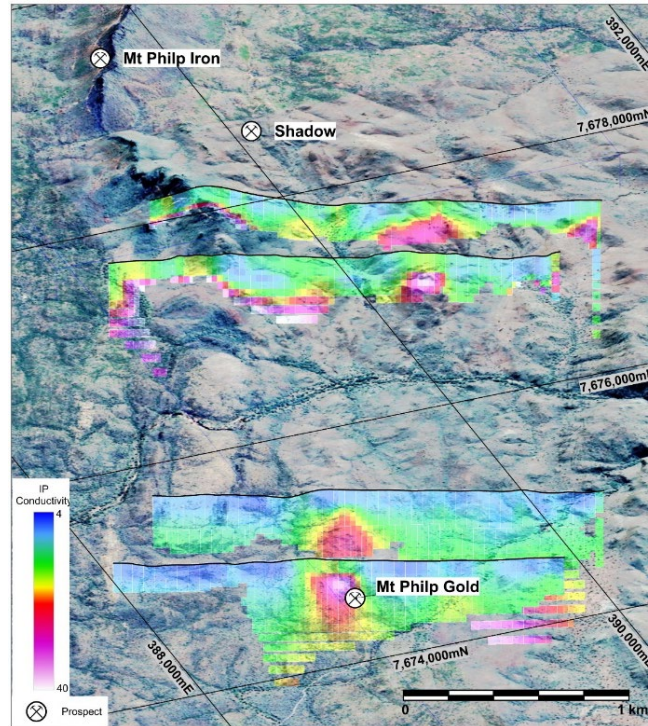 392,000mE
Mt Philp Iron
Shadow
7,678,000mN
7,676,000mN
IP
Conductivity
4
40
Mt Philp Gold
390,000mE
388,000mE
7,674,000mN
Prospect
0
1 km